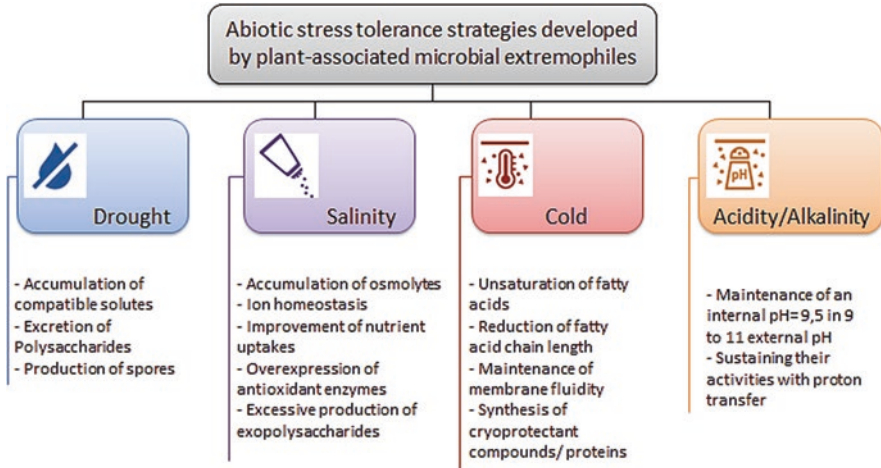 Abiotic stress tolerance strategies developed
by plant-associated microbial extremophiles
Drought
- Accumulation of
compatible solutes
- Excretion of
Polysaccharides
- Production of spores
Salinity
- Accumulation of osmolytes
- Ion homeostasis
- Improvement of nutrient
uptakes
- Overexpression of
antioxidant enzymes
- Excessive production of
exopolysaccharides
Cold
- Unsaturation of fatty
acids
- Reduction of fatty
acid chain length
- Maintenance of
membrane fluidity
- Synthesis of
cryoprotectant
compounds/ proteins
pH
Acidity/Alkalinity
- Maintenance of an
internal pH= 9,5 in 9
to 11 external pH
- Sustaining their
activities with proton
transfer